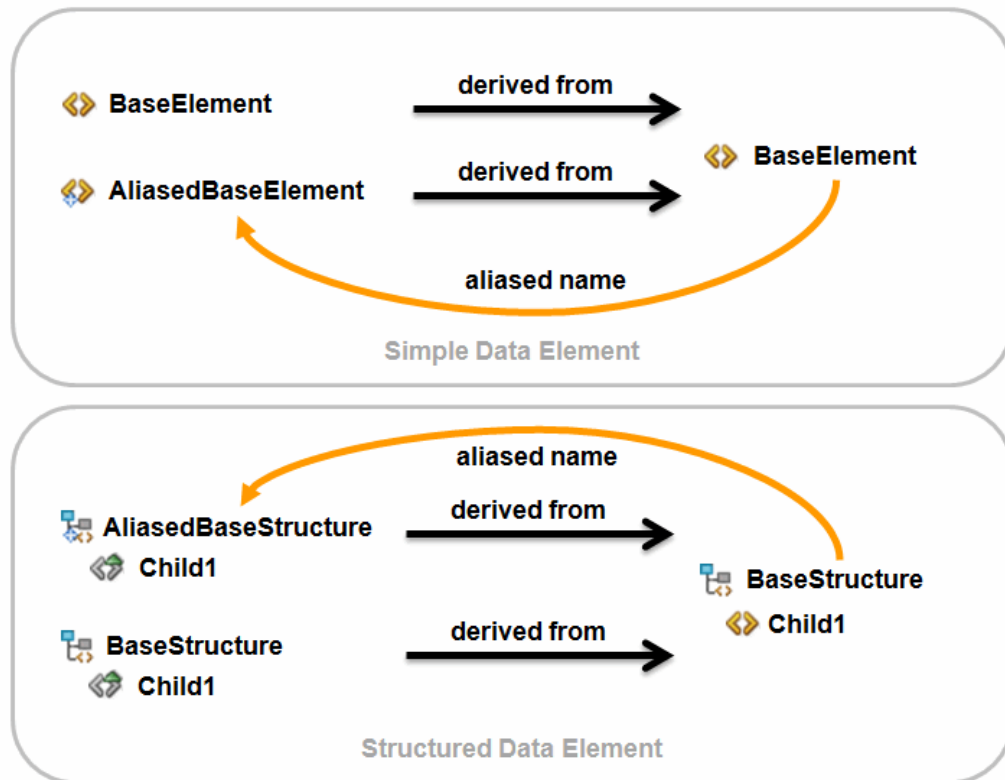 derived from
BaseElement
derived from
BaseElement
AliasedBaseElement
aliased name
Simple Data Element
aliased name
derived from
AliasedBaseStructure
Child1
BaseStructure
Child1
derived from
BaseStructure
Child1
Structured Data Element